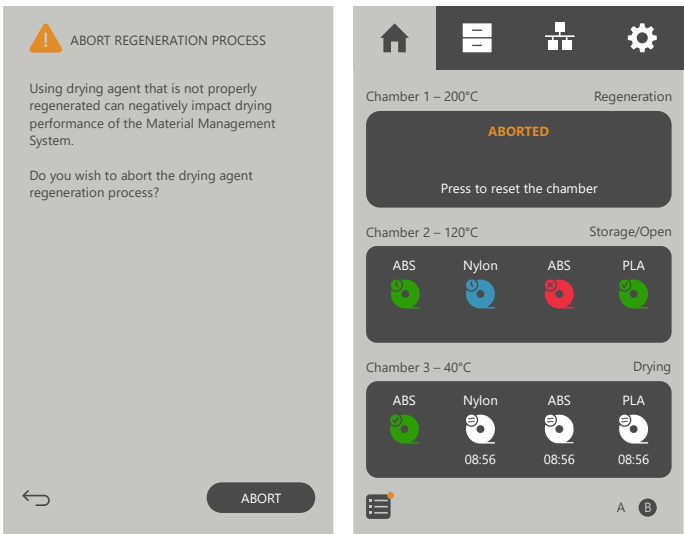 ABORT REGENERATION PROCESS
Using drying agent that is not properly
regenerated can negatively impact drying
performance of the Material Management
System.
Do you wish to abort the drying agent
regeneration process?
ABORT
Chamber 1 – 200°C Regeneration
ABORTED
Press to reset the chamber
Chamber 2 – 120°C Storage/Open
ABS Nylon ABS PLA
Chamber 3 – 40°C Drying
ABS Nylon ABS PLA
08:56 08:56 08:56
A B